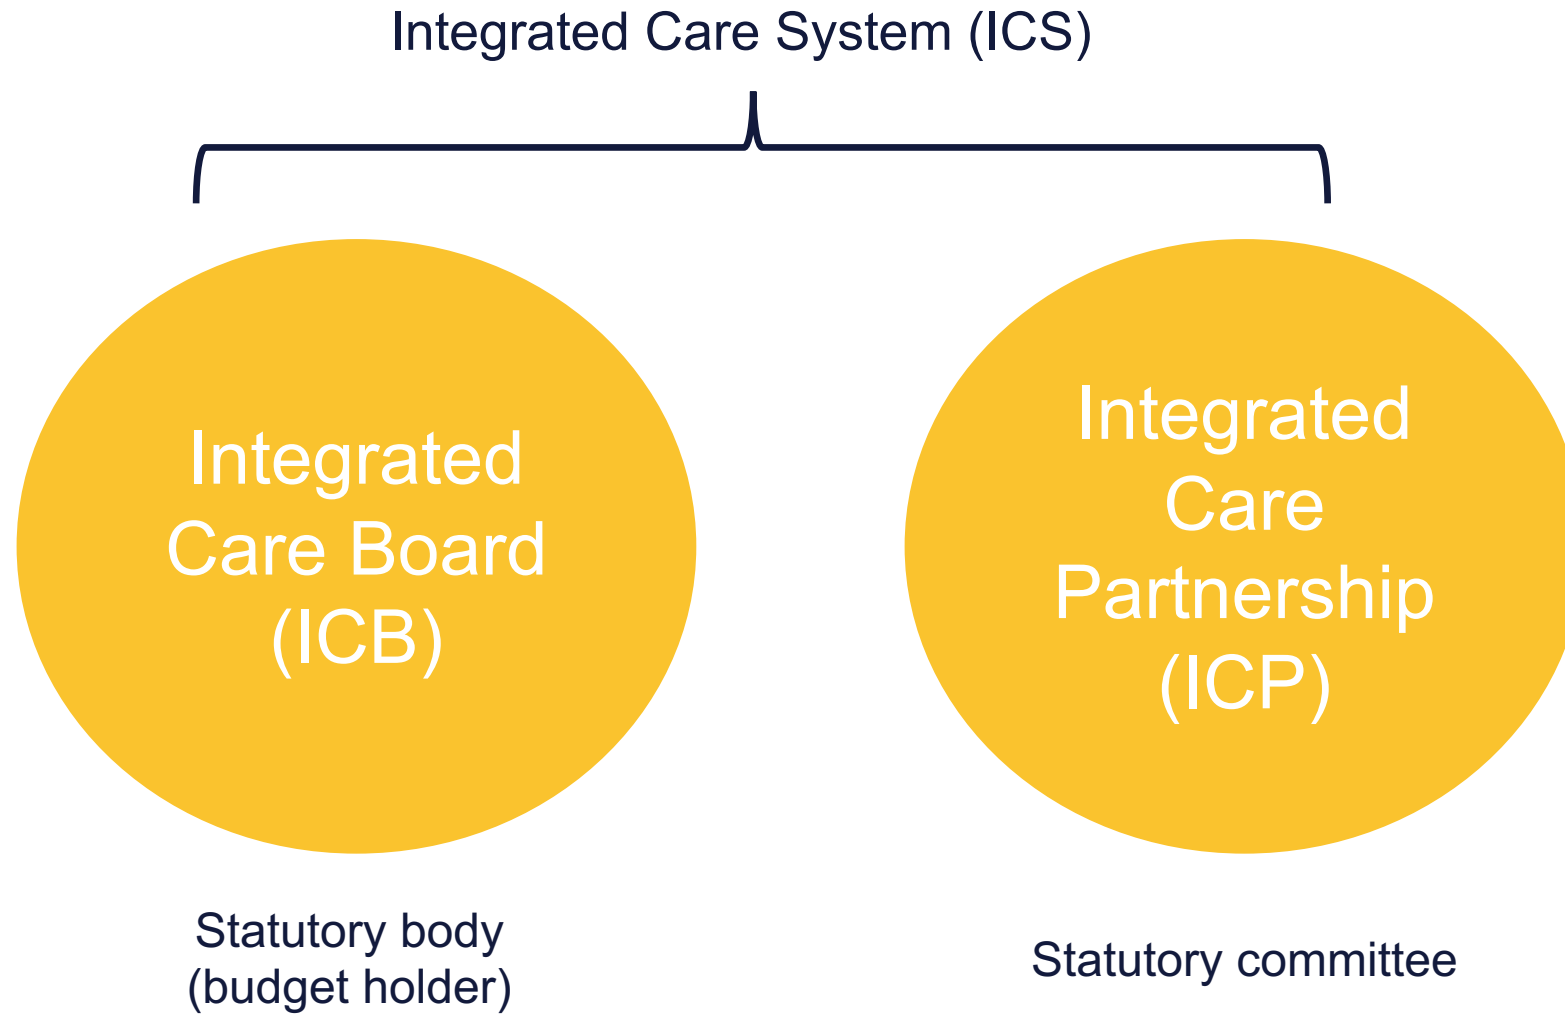 Integrated Care System (ICS)
Integrated
Care Board
(ICB)
Integrated
Care
Partnership
(ICP)
Statutory body
(budget holder)
Statutory committee